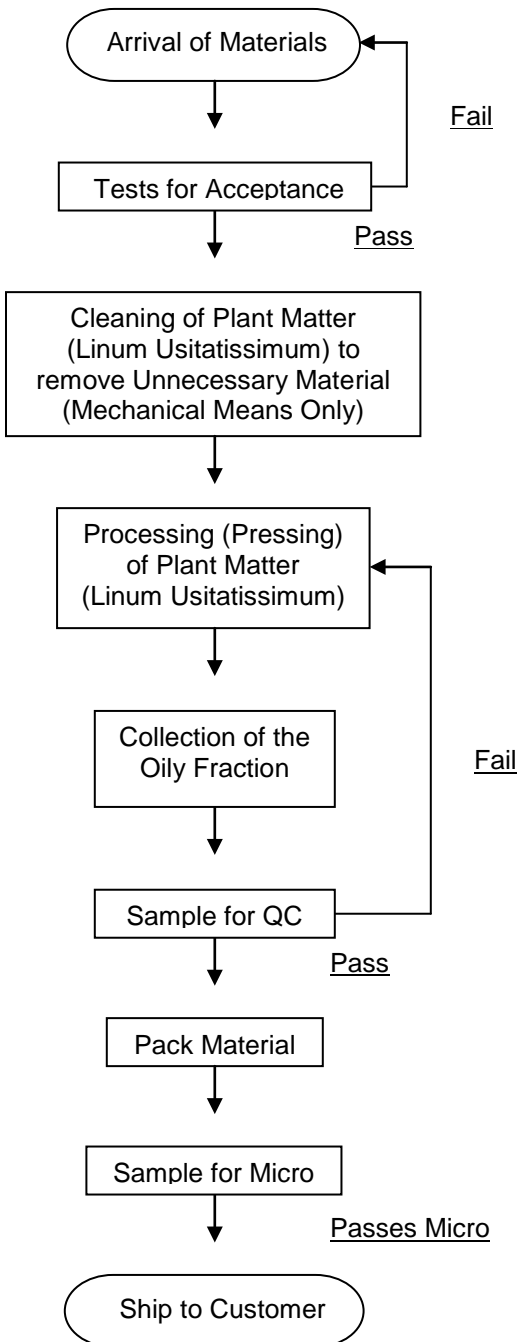 Arrival of Materials
Fail
Tests for Acceptance
Pass
Cleaning of Plant Matter
(Linum Usitatissimum) to
remove Unnecessary Material
(Mechanical Means Only)
Processing (Pressing)
of Plant Matter
(Linum Usitatissimum)
Collection of the
Oily Fraction
Fail
Sample for QC
Pass
Pack Material
Sample for Micro
Passes Micro
Ship to Customer